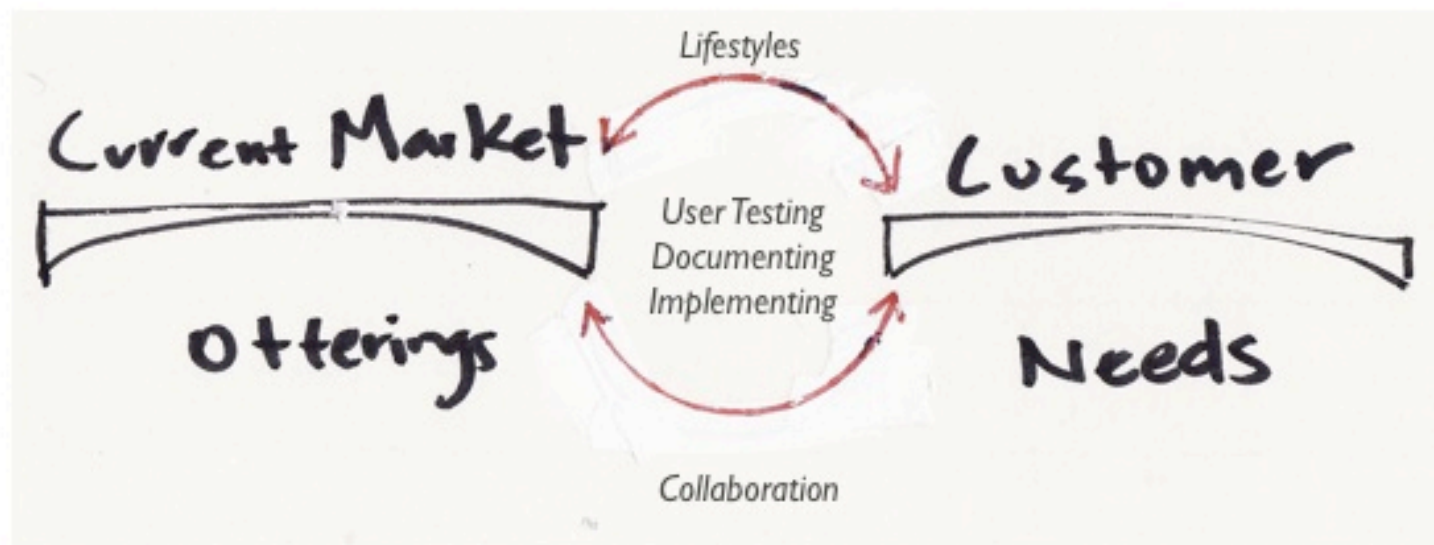 Lifestyles
Current Market
Customer
User Testing
Documenting
Implementing
Offerings
Needs
Collaboration